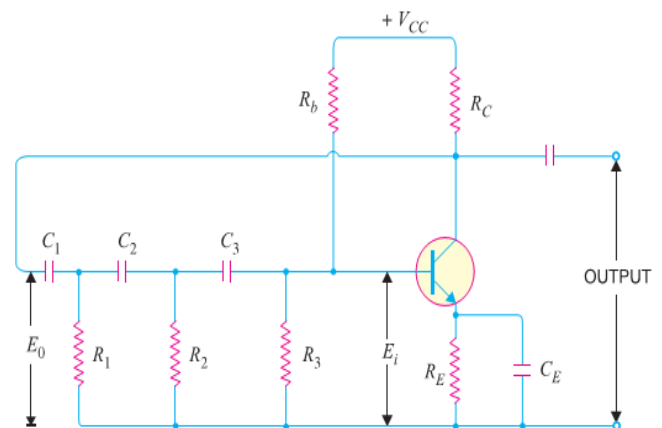 + V_CC
R_b
R_C
C_1
C_2
C_3
OUTPUT
E_0
R_1
R_2
R_3
E_i
R_E
C_E